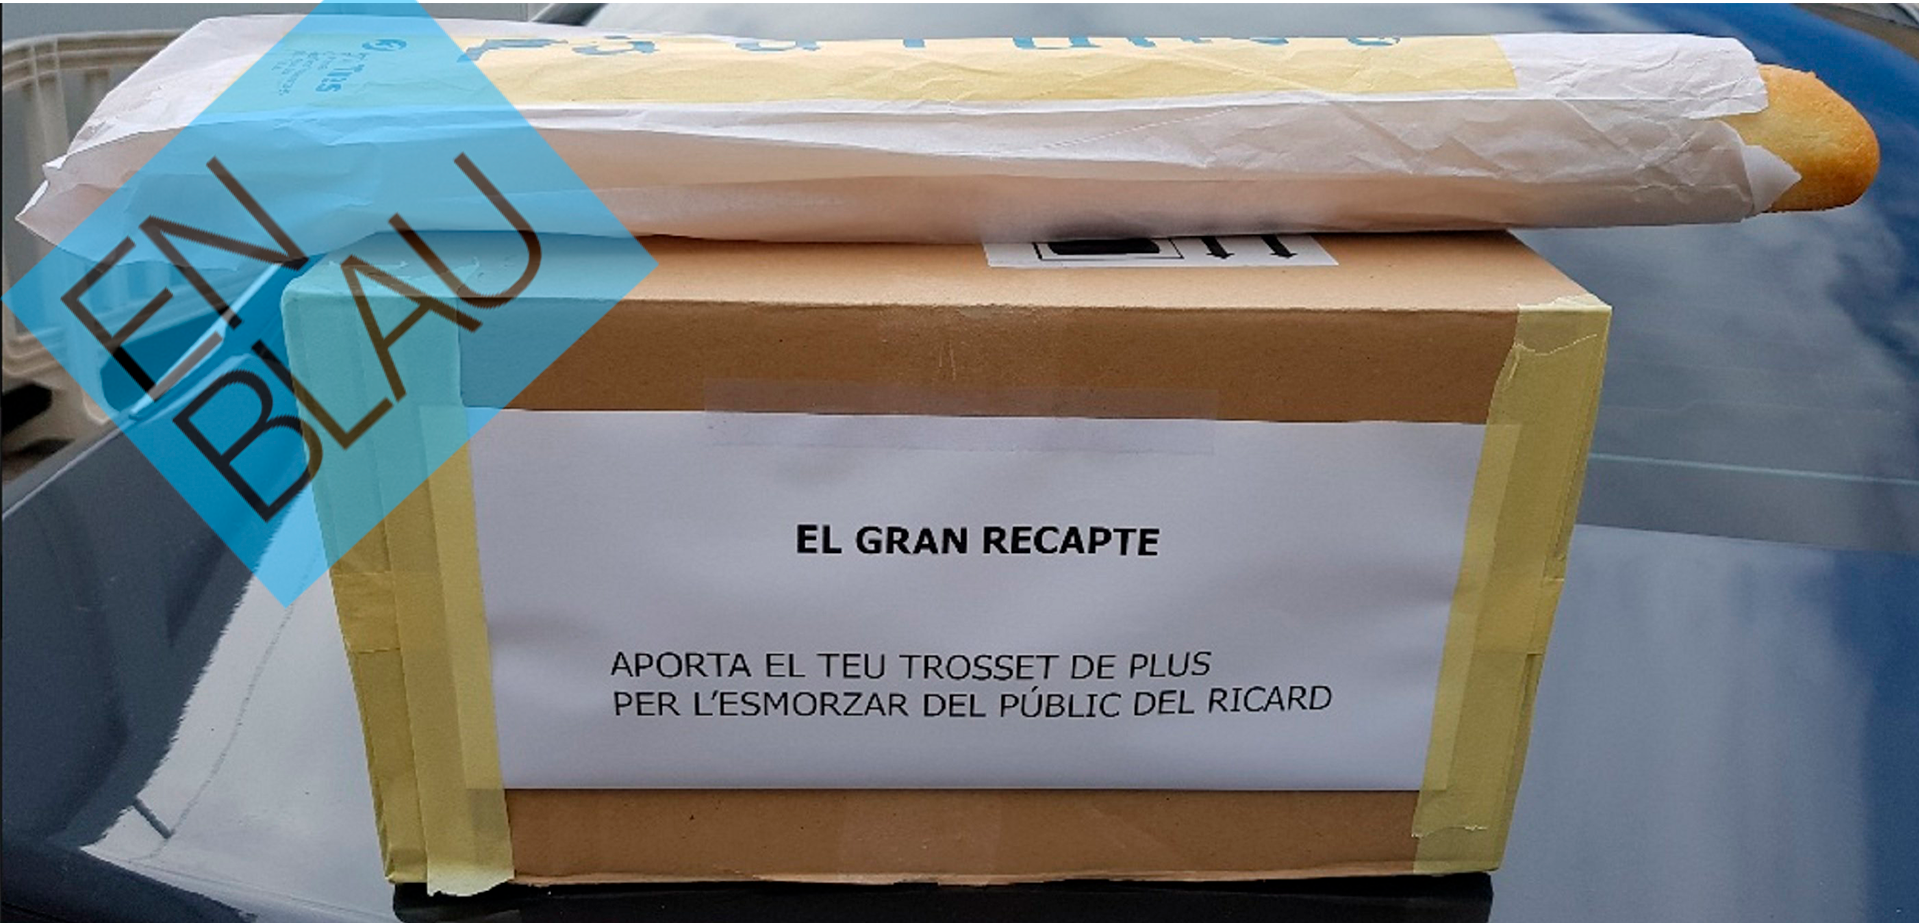 EN
BLAU
EL GRAN RECAPTE
APORTA EL TEU TROSSET DE PLUS
PER L'ESMORZAR DEL PÚBLIC DEL RICARD